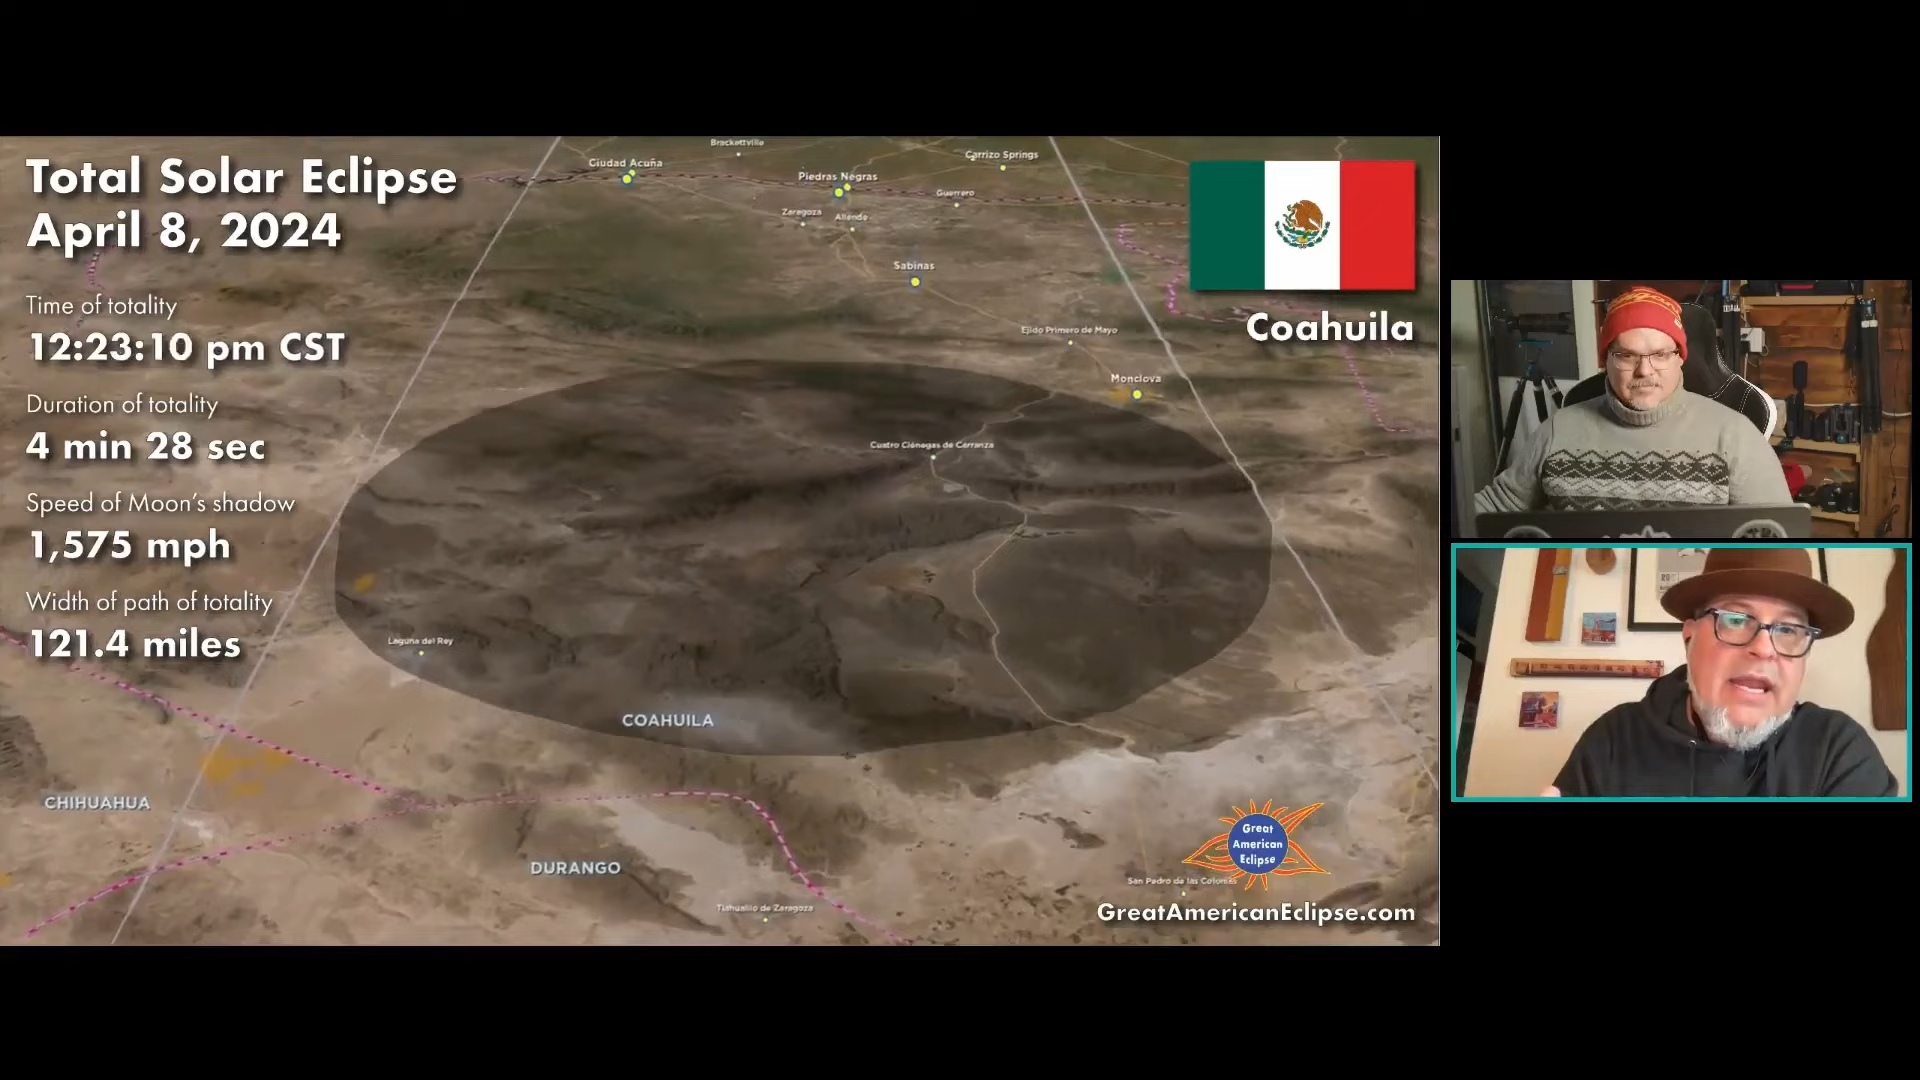 Total Solar Eclipse
April 8, 2024
Time of totality
12:23:10 pm CST
Duration of totality
4 min 28 sec
Speed of Moon's shadow
1,575 mph
Width of path of totality
121.4 miles
Brackettville
Ciudad Acuña
Carrizo Springs
Piedras Negras
Guerrero
Zaragoza
Allende
Sabinas
Coahuila
Ejido Primero de Mayo
Monclova
Cuatro Ciénegas de Carranza
Laguna del Rey
COAHUILA
CHIHUAHUA
DURANGO
Great
American
Eclipse
San Pedro de las Colonias
Tlahualilo de Zaragoza
GreatAmericanEclipse.com